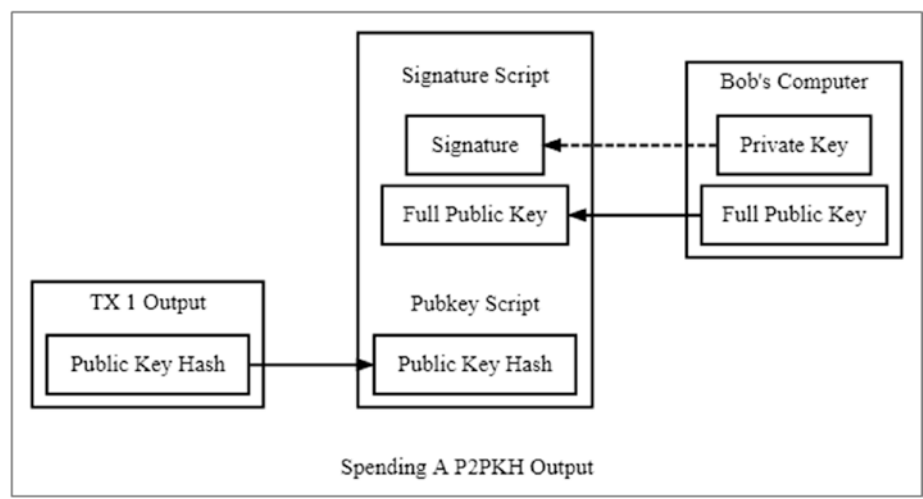 Signature Script
Bob's Computer
Signature
Private Key
Full Public Key
Full Public Key
TX 1 Output
Pubkey Script
Public Key Hash
Public Key Hash
Spending A P2PKH Output